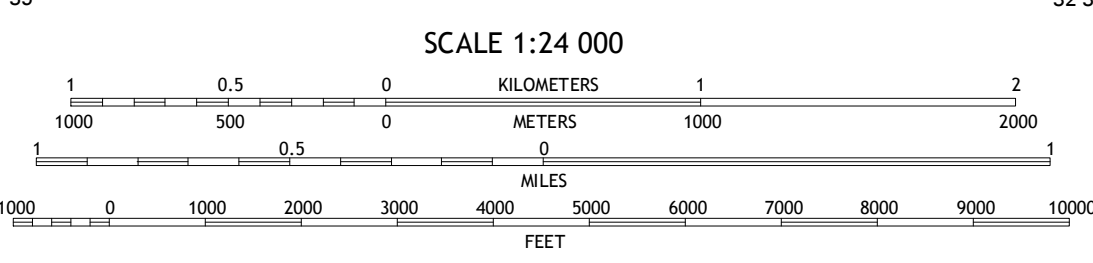 SCALE 1:24 000
1 0.5 0 KILOMETERS 1 2
1000 500 0 METERS 1000 2000
1 0.5 0 1
MILES
1000 0 1000 2000 3000 4000 5000 6000 7000 8000 9000 10000
FEET